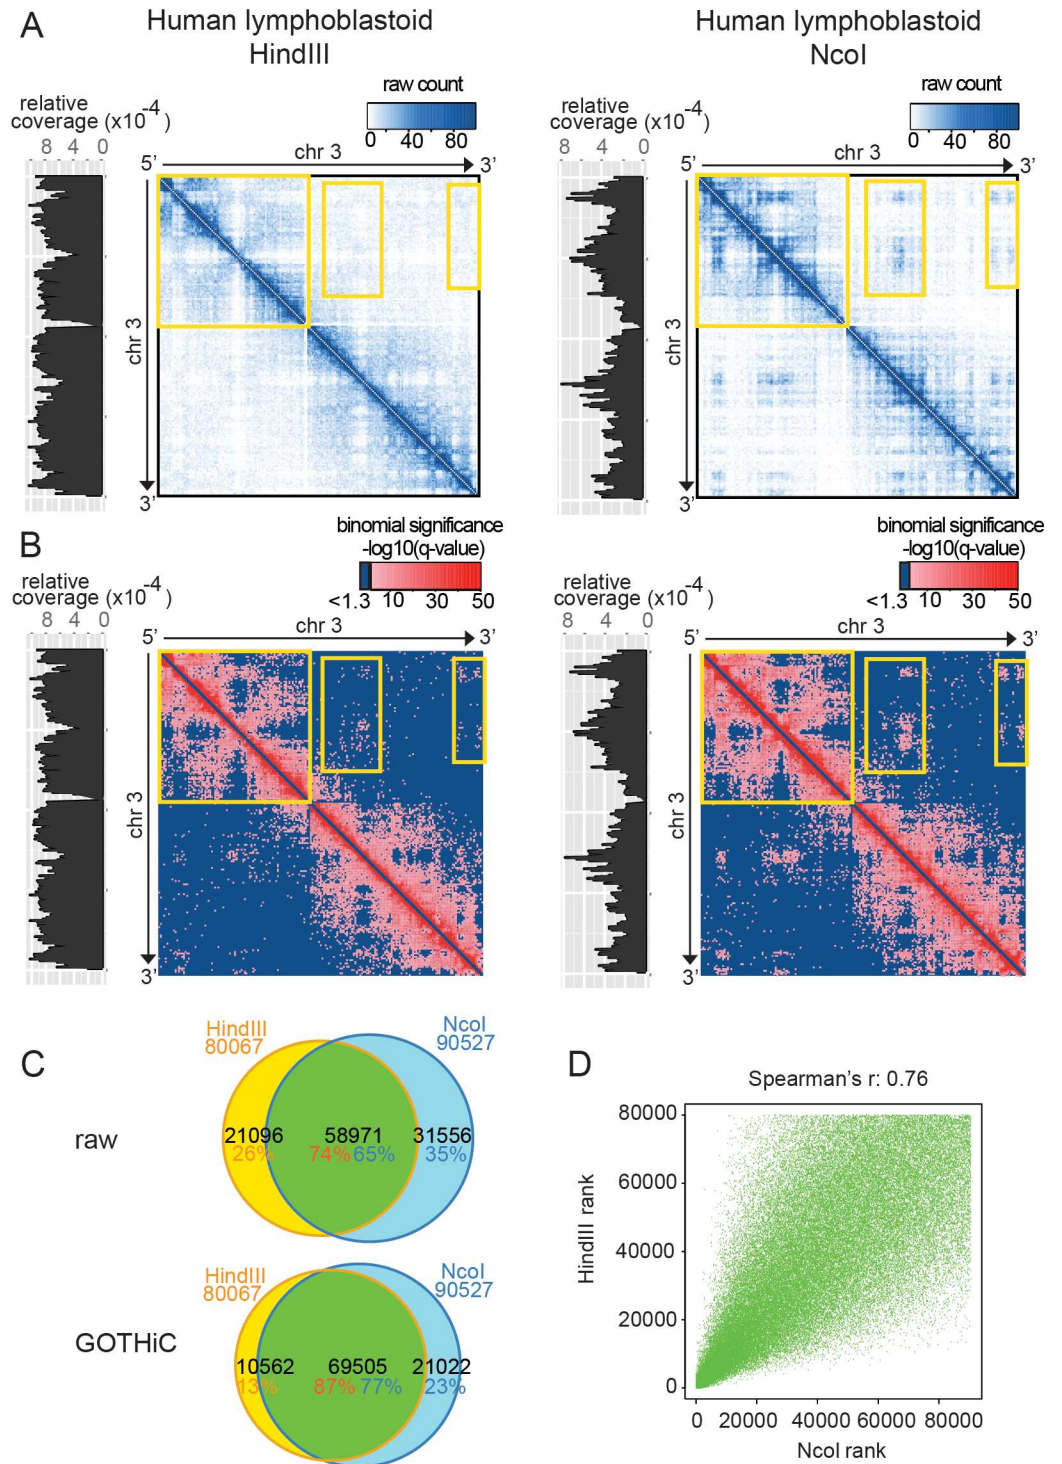 A
Human lymphoblastoid
HindIII
Human lymphoblastoid
NcoI
raw count
0 40 80
relative
coverage (x10-4)
8 4 0
5’
chr 3
3’
chr 3
3’
raw count
0 40 80
relative
coverage (x10-4)
8 4 0
5’
chr 3
3’
chr 3
3’
B
binomial significance
-log10(q-value)
<1.3 10 30 50
relative
coverage (x10-4)
8 4 0
5’
chr 3
3’
chr 3
3’
binomial significance
-log10(q-value)
<1.3 10 30 50
relative
coverage (x10-4)
8 4 0
5’
chr 3
3’
chr 3
3’
C
raw
HindIII
80067
NcoI
90527
21096 58971 31556
26% 74% 65% 35%
GOTHiC
HindIII
80067
NcoI
90527
10562 69505 21022
13% 87% 77% 23%
D
Spearman’s r: 0.76
HindIII rank
80000
60000
40000
20000
0
0 20000 40000 60000 80000
NcoI rank